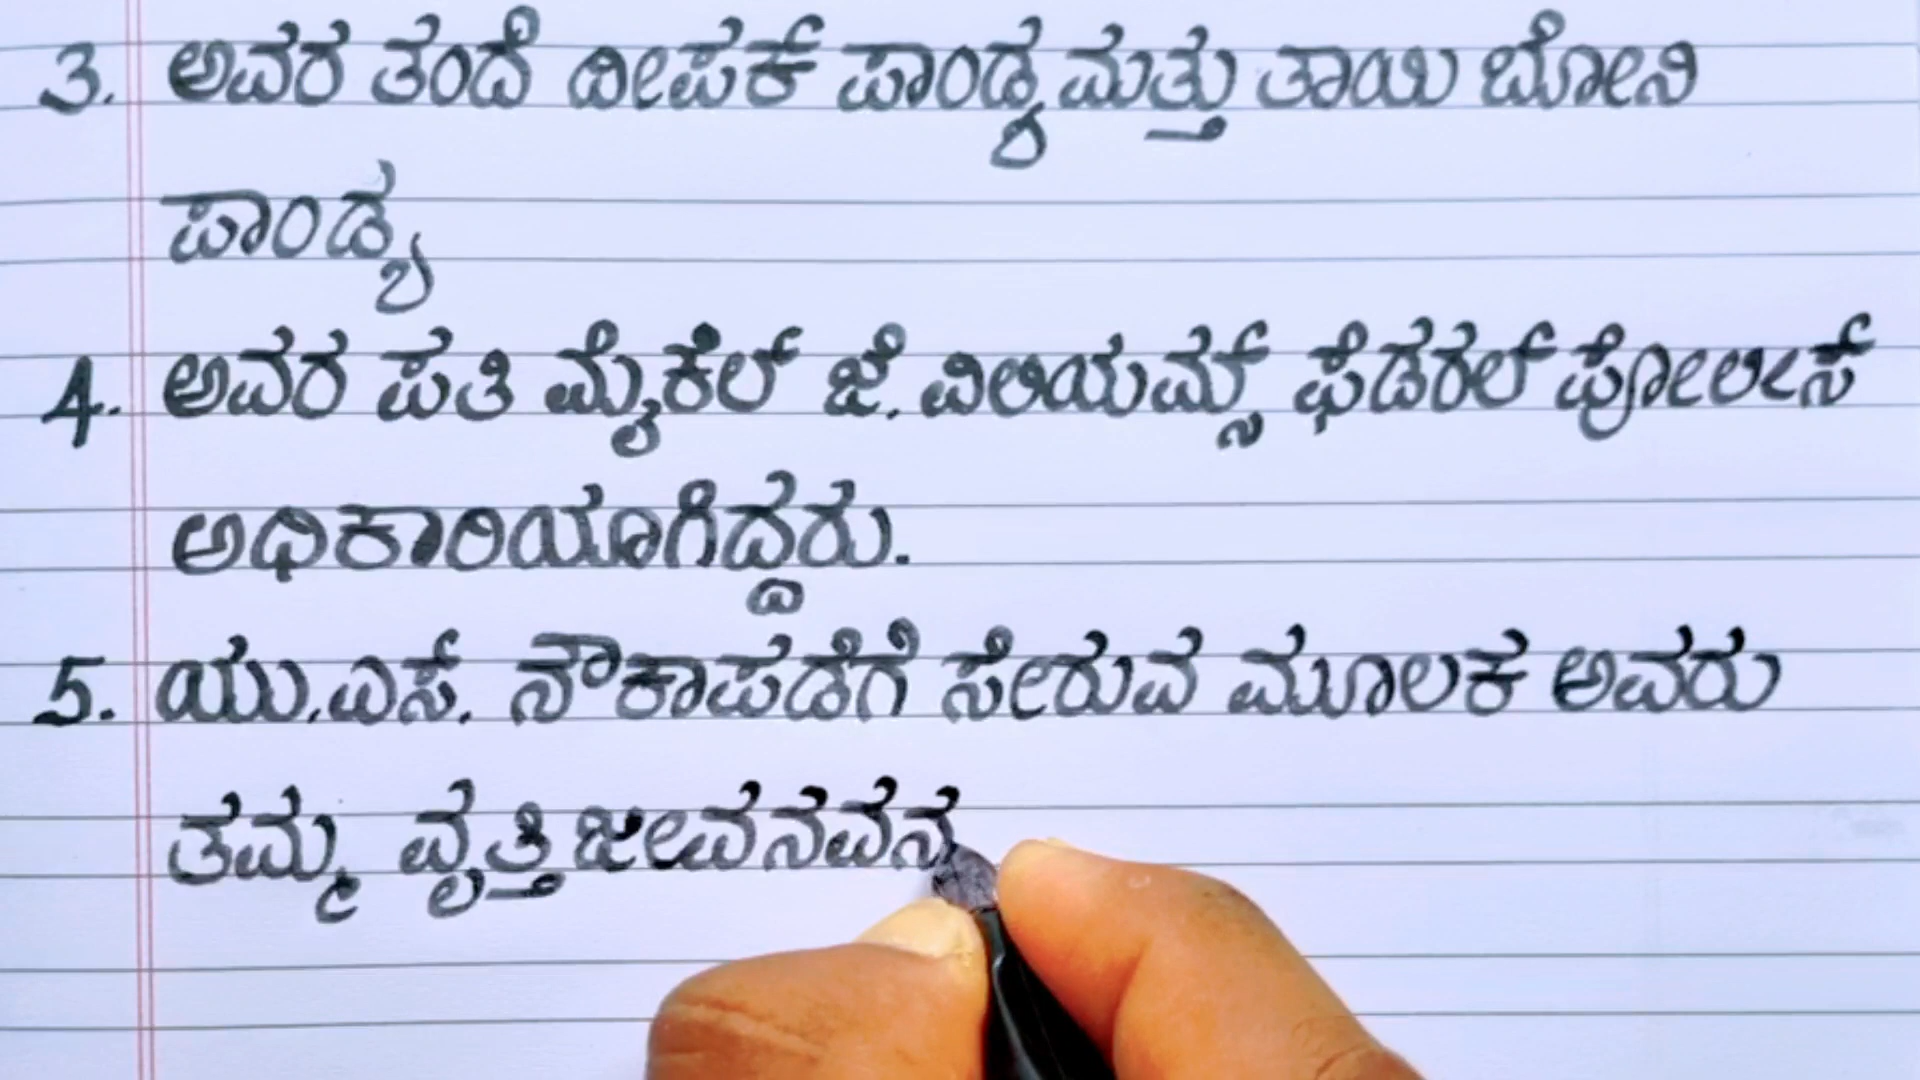 3. ಅವರ ತಂದೆ ದೀಪಕ್ ಪಾಂಡ್ಯ ಮತ್ತು ತಾಯಿ ಬೋನಿ
ಪಾಂಡ್ಯ
4. ಅವರ ಪತಿ ಮೈಕೆಲ್ ಜೆ. ವಿಲಿಯಮ್ಸ್ ಫೆಡರಲ್ ಪೋಲೀಸ್
ಅಧಿಕಾರಿಯಾಗಿದ್ದರು.
5. ಯು.ಎಸ್. ನೌಕಾಪಡೆಗೆ ಸೇರುವ ಮೂಲಕ ಅವರು
ತಮ್ಮ ವೃತ್ತಿಜೀವನವನ